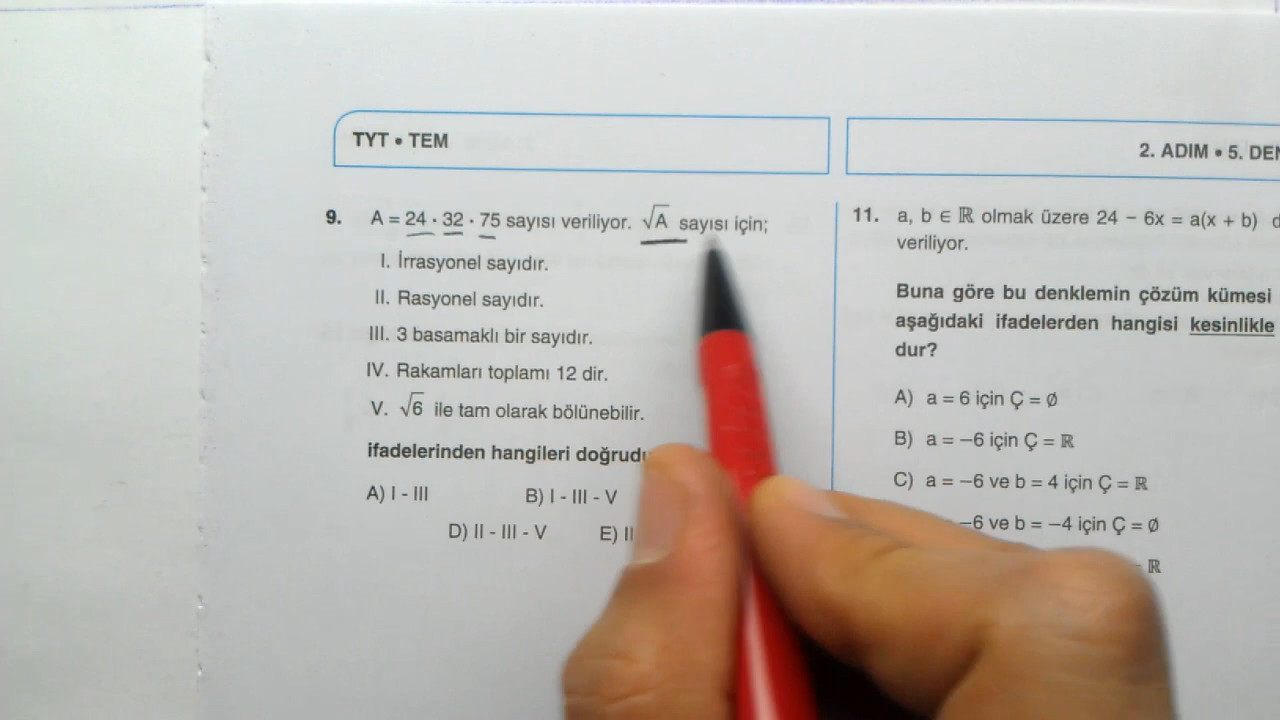 TYT • TEM
2. ADIM • 5.
9. A = 24 · 32 · 75 sayısı veriliyor. √A sayısı için;
I. İrrasyonel sayıdır.
II. Rasyonel sayıdır.
III. 3 basamaklı bir sayıdır.
IV. Rakamları toplamı 12 dir.
V. √6 ile tam olarak bölünebilir.
ifadelerinden hangileri
A) I - III B) I - III - V
D) II - III - V E) II
11. a, b ∈ ℝ olmak üzere 24 − 6x = a(x + b)
veriliyor.
Buna göre bu denklemin çözüm kümesi
aşağıdaki ifadelerden hangisi kesinlikle
dur?
A) a = 6 için Ç = ∅
B) a = −6 için Ç = ℝ
C) a = −6 ve b = 4 için Ç = ℝ
−6 ve b = −4 için Ç = ∅
ℝ